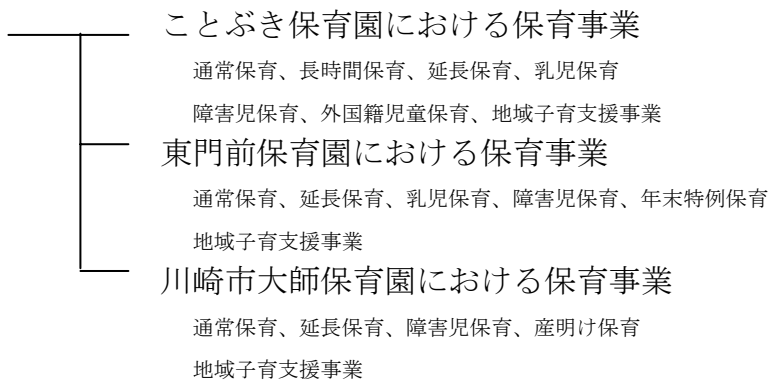 ことぶき保育園における保育事業
通常保育、長時間保育、延長保育、乳児保育
障害児保育、外国籍児童保育、地域子育支援事業
東門前保育園における保育事業
通常保育、延長保育、乳児保育、障害児保育、年末特例保育
地域子育支援事業
川崎市大師保育園における保育事業
通常保育、延長保育、障害児保育、産明け保育
地域子育支援事業